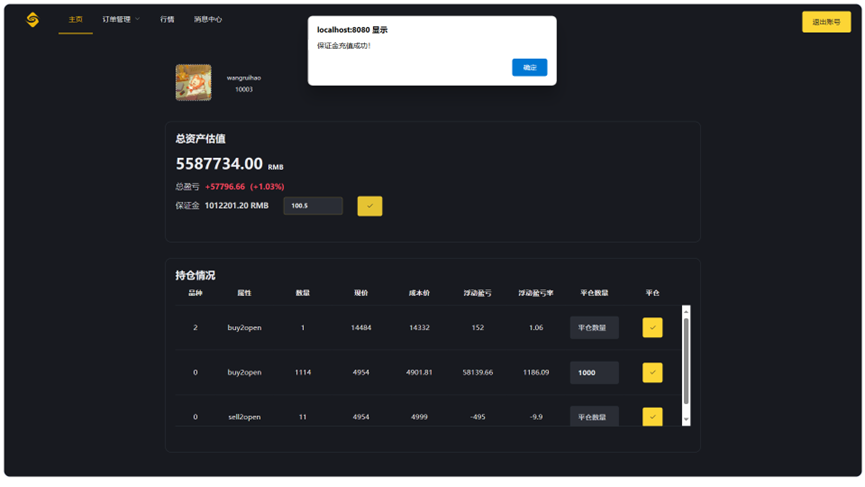 主页 订单管理 行情 消息中心 退出账号
localhost:8080 显示
保证金充值成功!
确定
wangruihao
10003
总资产估值
5587734.00 RMB
总盈亏 +57796.66 (+1.03%)
保证金 1012201.20 RMB 100.5
持仓情况
品种 属性 数量 现价 成本价 浮动盈亏 浮动盈亏率 平仓数量 平仓
2 buy2open 1 14484 14332 152 1.06 平仓数量
0 buy2open 1114 4954 4901.81 58139.66 1186.09 1000
0 sell2open 11 4954 4999 -495 -9.9 平仓数量